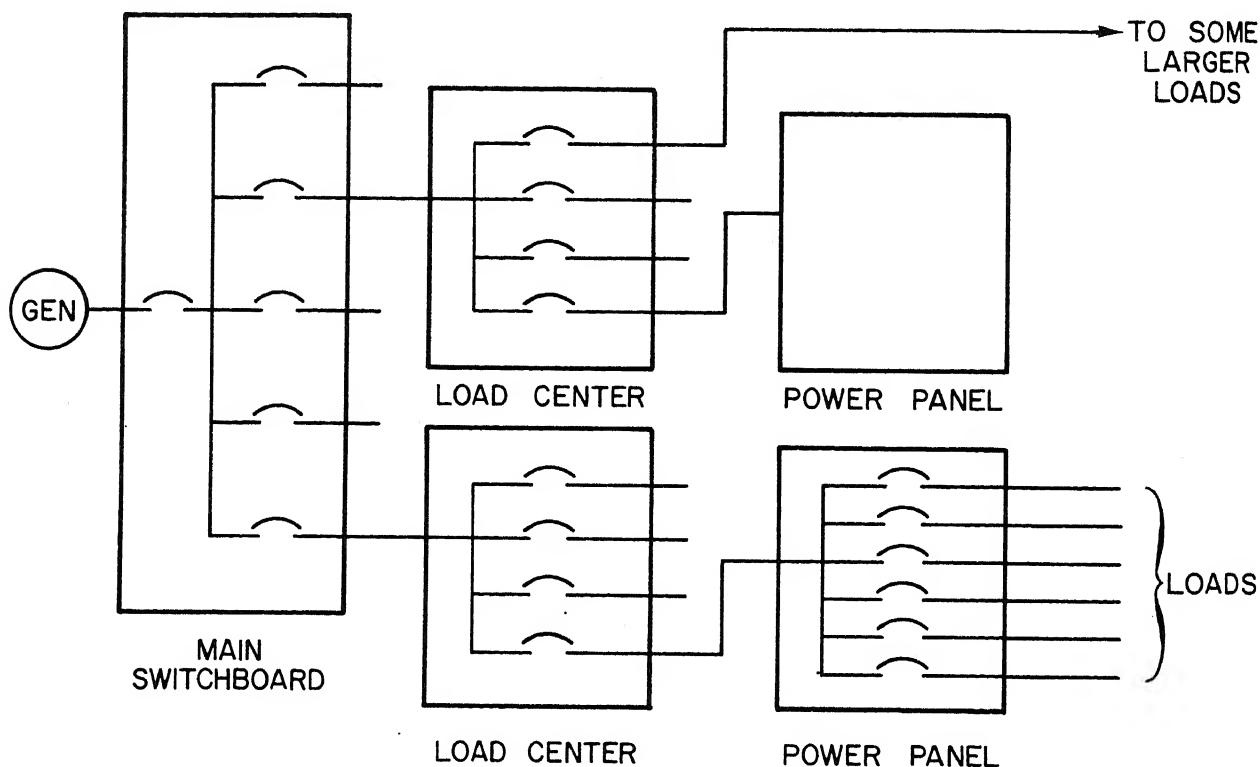 TO SOME
LARGER
LOADS
GEN
LOAD CENTER
POWER PANEL
LOADS
MAIN
SWITCHBOARD
LOAD CENTER
POWER PANEL